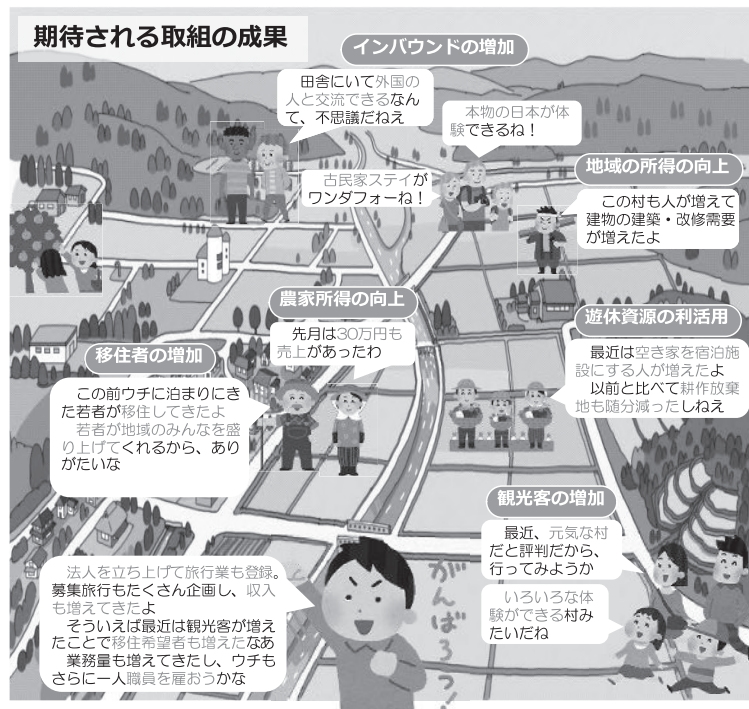 期待される取組の成果
インバウンドの増加
田舎にいて外国の
人と交流できるなん
て、不思議だねえ
本物の日本が体
験できるね！
古民家ステイが
ワンダフォーね！
地域の所得の向上
この村も人が増えて
建物の建築・改修需要
が増えたよ
農家所得の向上
先月は30万円も
売上があったわ
遊休資源の利活用
最近は空き家を宿泊施
設にする人が増えたよ
以前と比べて耕作放棄
地も随分減ったしねえ
移住者の増加
この前ウチに泊まりにき
た若者が移住してきたよ
若者が地域のみんなを盛
り上げてくれるから、あり
がたいな
観光客の増加
最近、元気な村
だと評判だから、
行ってみようか
いろいろな体
験ができる村み
たいだね
法人を立ち上げて旅行業も登録。
募集旅行もたくさん企画し、収入
も増えてきたよ
そういえば最近は観光客が増え
たことで移住希望者も増えたなあ
業務量も増えてきたし、ウチも
さらに一人職員を雇おうかな
がんばろっ！